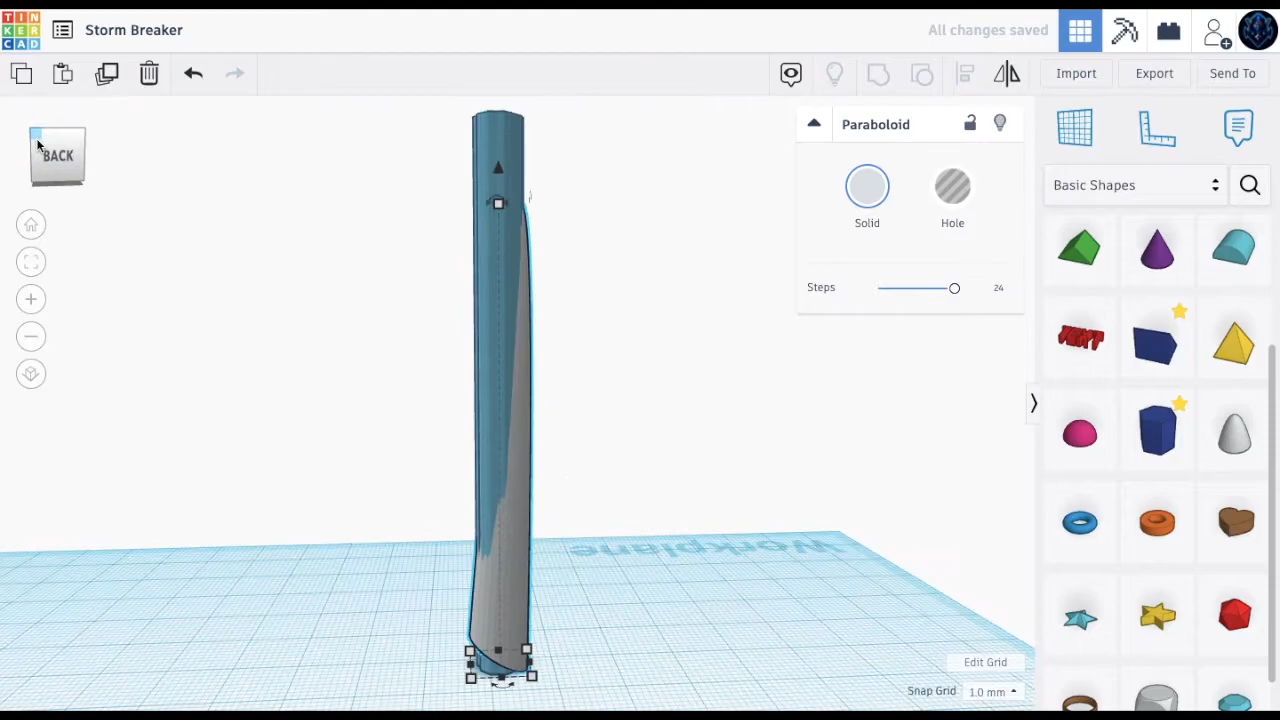 TIN
KER
CAD
Storm Breaker
All changes saved
Import
Export
Send To
BACK
Paraboloid
Solid
Hole
Steps
24
Basic Shapes
TEXT
Workplane
Edit Grid
Snap Grid
1.0 mm